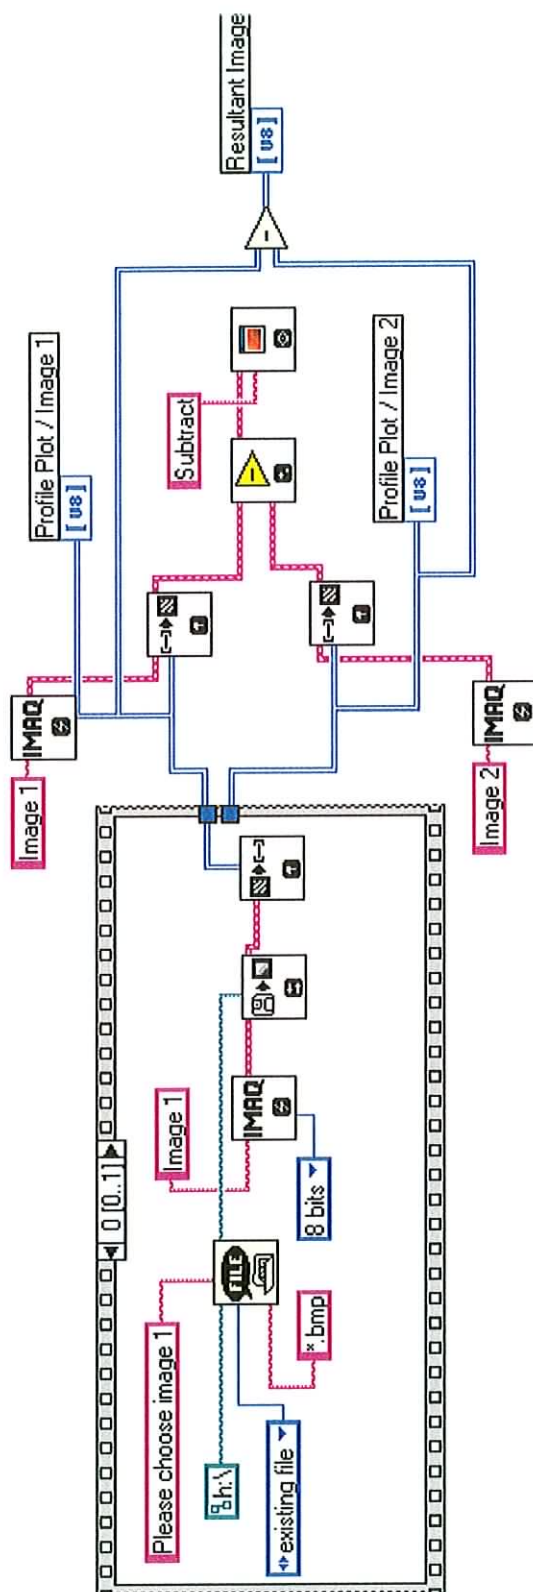 0 [0..1]
Please choose image 1
h:\
existing file
FILE
*.bmp
Image 1
IMAQ
8 bits
Image 1
IMAQ
Image 2
IMAQ
Profile Plot / Image 1
[U8]
Profile Plot / Image 2
[U8]
Subtract
Resultant Image
[U8]